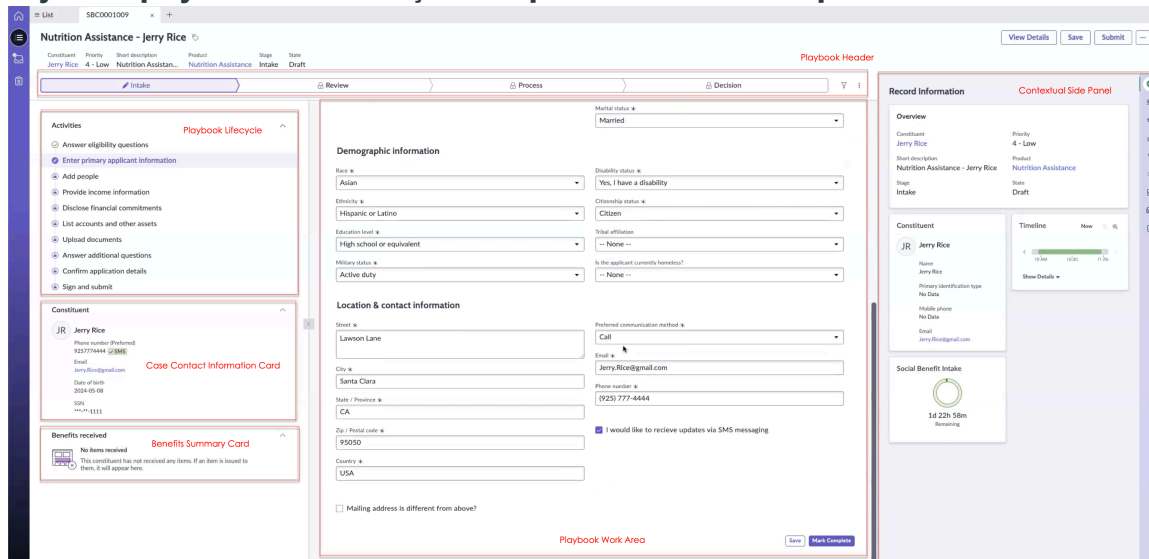 List
SBC0001009 × +
Nutrition Assistance - Jerry Rice
View Details Save Submit
Constituent Priority Short description Product Stage State
Jerry Rice 4 - Low Nutrition Assistan... Nutrition Assistance Intake Draft
Playbook Header
Intake Review Process Decision
Activities
Playbook Lifecycle
Answer eligibility questions
Enter primary applicant information
Add people
Provide income information
Disclose financial commitments
List accounts and other assets
Upload documents
Answer additional questions
Confirm application details
Sign and submit
Constituent
JR Jerry Rice
Phone number (Preferred)
9257774444 SMS
Email
Jerry.Rice@gmail.com
Case Contact Information Card
Date of birth
2024-05-08
SSN
***-**-1111
Benefits received
Benefits Summary Card
No items received
This constituent has not received any items. If an item is issued to
them, it will appear here.
Marital status *
Married
Demographic information
Race * Disability status *
Asian Yes, I have a disability
Ethnicity * Citizenship status *
Hispanic or Latino Citizen
Education level * Tribal affiliation
High school or equivalent -- None --
Military status * Is the applicant currently homeless?
Active duty -- None --
Location & contact information
Street * Preferred communication method *
Lawson Lane Call
Email *
Jerry.Rice@gmail.com
City *
Santa Clara
Phone number *
(925) 777-4444
State / Province *
CA
I would like to recieve updates via SMS messaging
Zip / Postal code *
95050
Country *
USA
Mailing address is different from above?
Playbook Work Area
Save Mark Complete
Record Information
Contextual Side Panel
Overview
Constituent Priority
Jerry Rice 4 - Low
Short description Product
Nutrition Assistance - Jerry Rice Nutrition Assistance
Stage State
Intake Draft
Constituent
JR Jerry Rice
Name
Jerry Rice
Primary identification type
No Data
Mobile phone
No Data
Email
Jerry.Rice@gmail.com
Timeline Now
Show Details
Social Benefit Intake
1d 22h 58m
Remaining